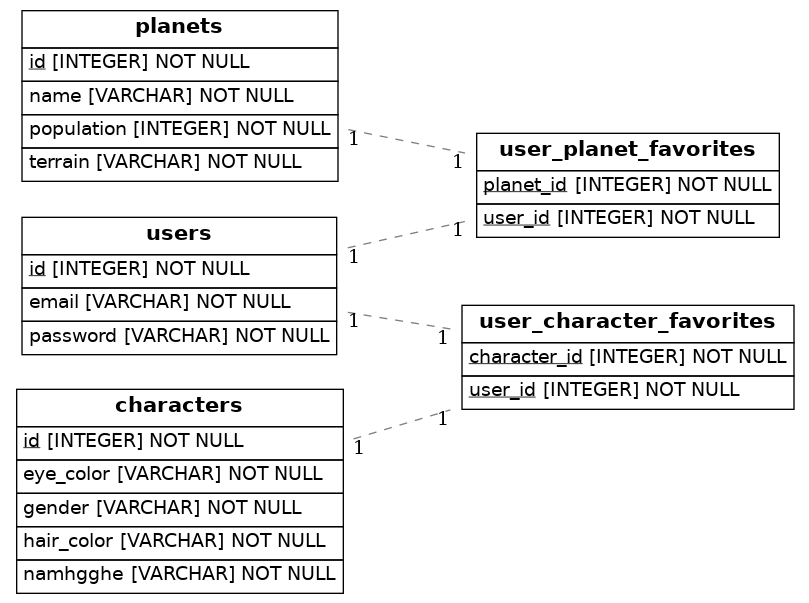 planets
id [INTEGER] NOT NULL
name [VARCHAR] NOT NULL
population [INTEGER] NOT NULL
terrain [VARCHAR] NOT NULL
1
1
user_planet_favorites
planet_id [INTEGER] NOT NULL
user_id [INTEGER] NOT NULL
users
id [INTEGER] NOT NULL
email [VARCHAR] NOT NULL
password [VARCHAR] NOT NULL
1
1
1
1
user_character_favorites
character_id [INTEGER] NOT NULL
user_id [INTEGER] NOT NULL
characters
id [INTEGER] NOT NULL
eye_color [VARCHAR] NOT NULL
gender [VARCHAR] NOT NULL
hair_color [VARCHAR] NOT NULL
namhgghe [VARCHAR] NOT NULL
1
1